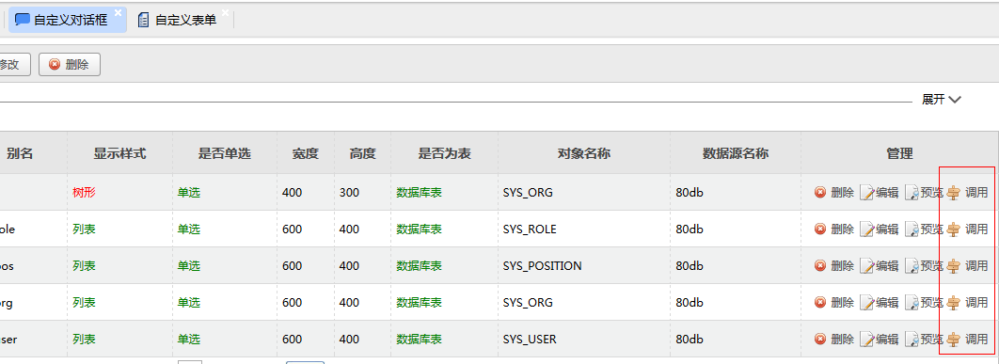 自定义对话框 自定义表单
修改 删除
展开
别名 显示样式 是否单选 宽度 高度 是否为表 对象名称 数据源名称 管理
树形 单选 400 300 数据库表 SYS_ORG 80db 删除 编辑 预览 调用
ole 列表 单选 600 400 数据库表 SYS_ROLE 80db 删除 编辑 预览 调用
pos 列表 单选 600 400 数据库表 SYS_POSITION 80db 删除 编辑 预览 调用
rg 列表 单选 600 400 数据库表 SYS_ORG 80db 删除 编辑 预览 调用
ser 列表 单选 600 400 数据库表 SYS_USER 80db 删除 编辑 预览 调用